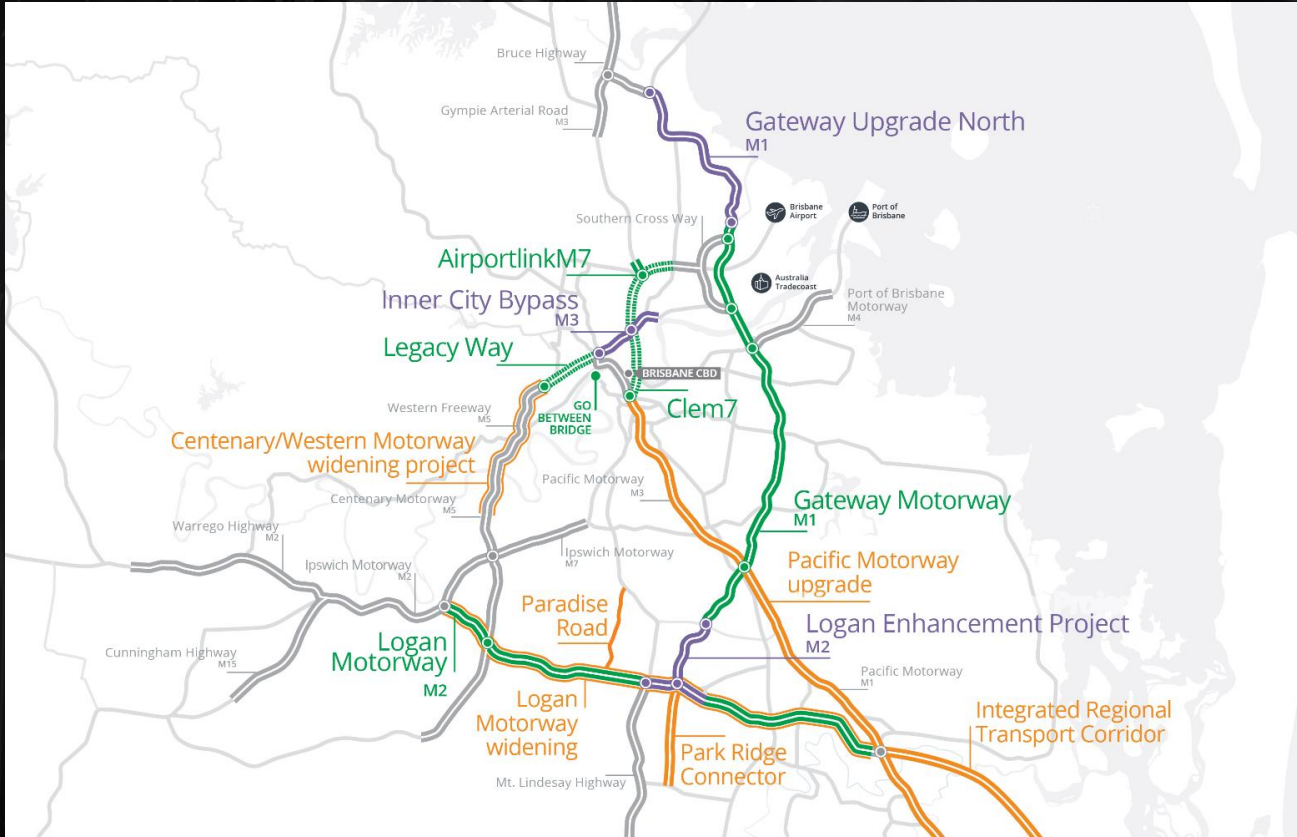 Bruce Highway
Gympie Arterial Road
M3
Gateway Upgrade North
M1
Southern Cross Way
Brisbane
Airport
Port of
Brisbane
AirportlinkM7
Australia
Tradecoast
Inner City Bypass
M3
Port of Brisbane
Motorway
M4
Legacy Way
BRISBANE CBD
GO
BETWEEN
BRIDGE
Clem7
Western Freeway
M5
Centenary/Western Motorway
widening project
Pacific Motorway
M3
Centenary Motorway
M5
Gateway Motorway
M1
Warrego Highway
M2
Ipswich Motorway
M7
Ipswich Motorway
M2
Pacific Motorway
upgrade
Paradise
Road
Logan Enhancement Project
M2
Logan
Motorway
M2
Cunningham Highway
M15
Pacific Motorway
M1
Logan
Motorway
widening
Integrated Regional
Transport Corridor
Park Ridge
Connector
Mt. Lindesay Highway